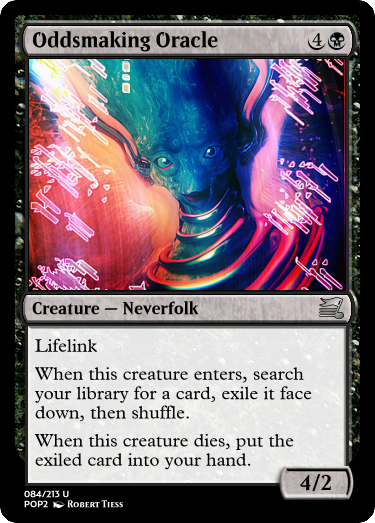 Oddsmaking Oracle 4
Creature — Neverfolk
Lifelink
When this creature enters, search
your library for a card, exile it face
down, then shuffle.
When this creature dies, put the
exiled card into your hand.
4/2
084/213 U
POP2 Robert Tiess